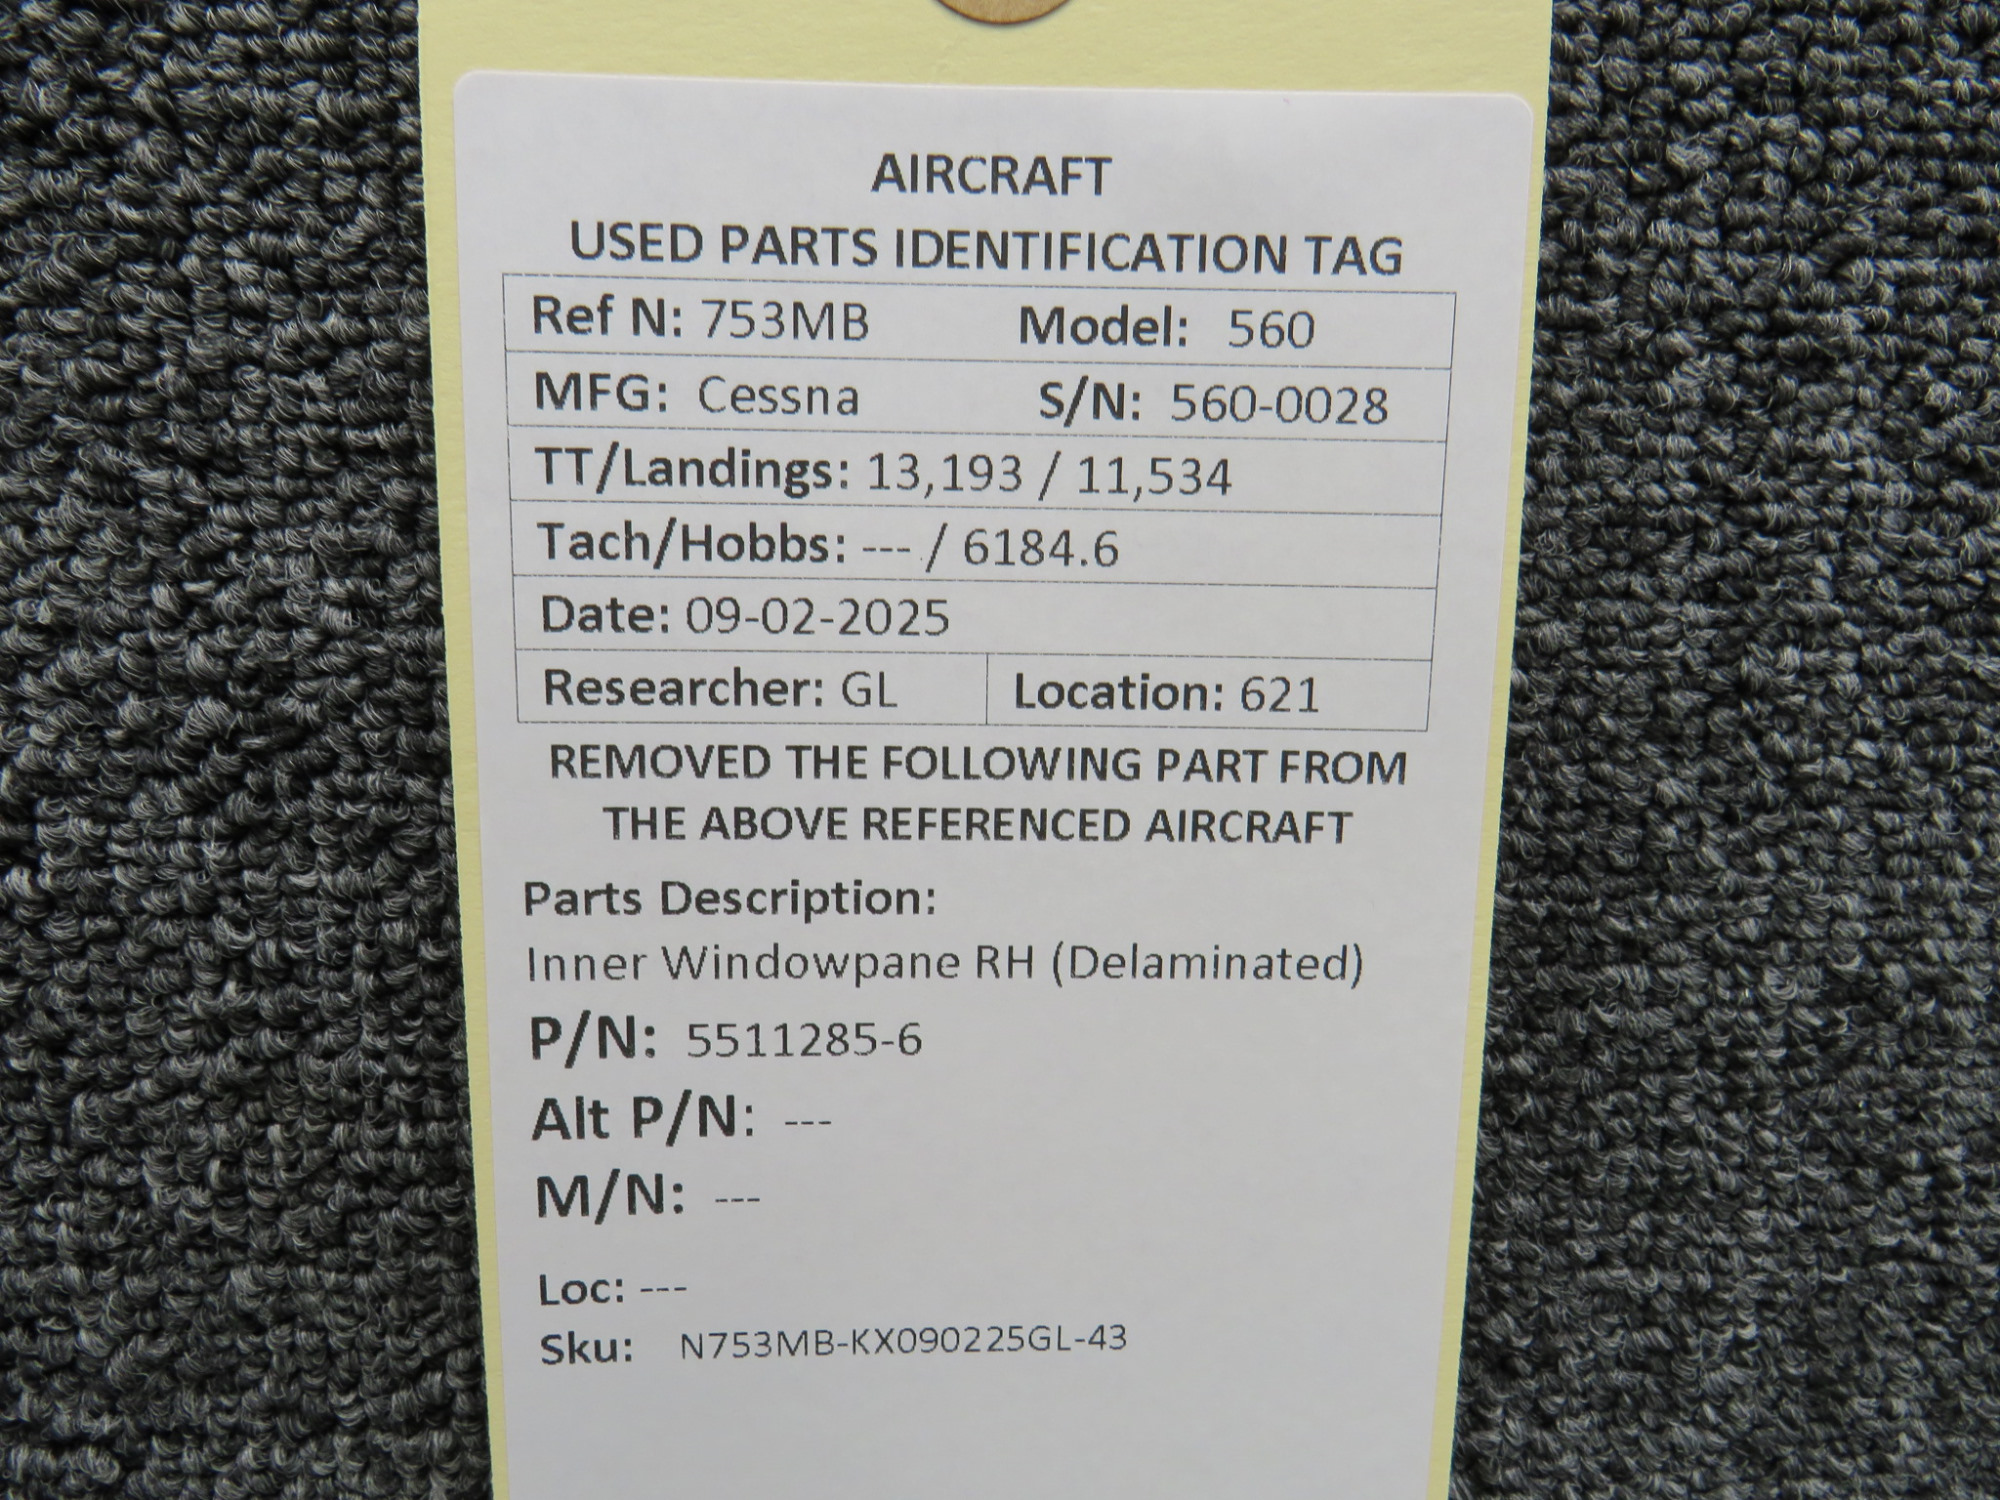 AIRCRAFT
USED PARTS IDENTIFICATION TAG
Ref N: 753MB Model: 560
MFG: Cessna S/N: 560-0028
TT/Landings: 13,193 / 11,534
Tach/Hobbs: --- / 6184.6
Date: 09-02-2025
Researcher: GL Location: 621
REMOVED THE FOLLOWING PART FROM
THE ABOVE REFERENCED AIRCRAFT
Parts Description:
Inner Windowpane RH (Delaminated)
P/N: 5511285-6
Alt P/N: ---
M/N: ---
Loc: ---
Sku: N753MB-KX090225GL-43